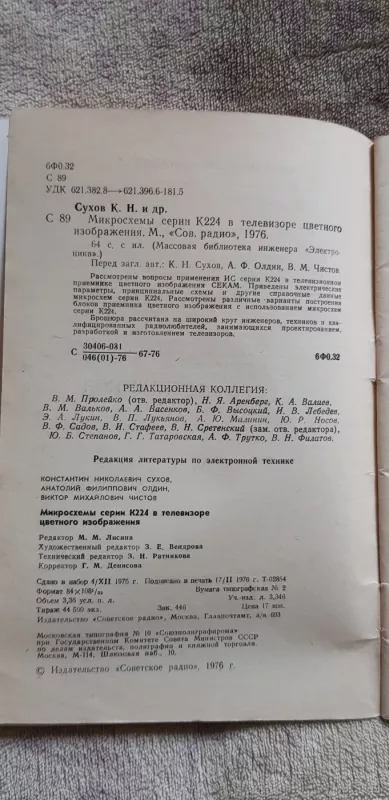 6Ф0.32
С 89
УДК 621.382.8—→621.396.6-181.5
Сухов К. Н. и др.
С 89 Микросхемы серии К224 в телевизоре цветного
изображения. М., «Сов. радио», 1976.
64 с. с ил. (Массовая библиотека инженера «Электро-
ника»).
Перед загл. авт.: К. Н. Сухов, А. Ф. Олдин, В. М. Чистов
Рассмотрены вопросы применения ИС серии К224 в телевизионном
приемнике цветного изображения СЕКАМ. Приведены электрические
параметры, принципиальные схемы и другие справочные данные
микросхем серии К224. Рассмотрены различные варианты построения
блоков приемника цветного изображения с использованием микросхем
серии К224.
Брошюра рассчитана на широкий круг инженеров, техников и ква-
лифицированных радиолюбителей, занимающихся проектированием,
разработкой и изготовлением телевизоров.
С 30406-081
046(01)-76 67-76 6Ф0.32
РЕДАКЦИОННАЯ КОЛЛЕГИЯ:
В. М. Пролейко (отв. редактор), Н. Я. Аренберг, К. А. Валиев,
В. М. Вальков, А. А. Васенков, Б. Ф. Высоцкий, И. В. Лебедев,
Э. А. Лукин, В. П. Лукьянов, А. Ю. Малинин, Ю. Р. Носов,
В. Ф. Садов, В. И. Стафеев, В. Н. Сретенский (зам. отв. редактора),
Ю. Б. Степанов, Г. Г. Татаровская, А. Ф. Трутко, В. Н. Филатов.
Редакция литературы по электронной технике
КОНСТАНТИН НИКОЛАЕВИЧ СУХОВ,
АНАТОЛИЙ ФИЛИППОВИЧ ОЛДИН,
ВИКТОР МИХАЙЛОВИЧ ЧИСТОВ
Микросхемы серии К224 в телевизоре
цветного изображения
Редактор М. М. Лисина
Художественный редактор З. Е. Вендрова
Технический редактор З. Н. Ратникова
Корректор Г. М. Денисова
Сдано в набор 4/XII 1975 г. Подписано в печать 17/II 1976 г. Т-02854
Формат 84×108¹/₃₂ Бумага типографская № 2
Объем 3,36 усл. п. л. Уч.-изд. л. 3,346
Тираж 44 500 экз. Зак. 446 Цена 17 коп.
Издательство «Советское радио», Москва, Главпочтамт, а/я 693
Московская типография № 10 «Союзполиграфпрома»
при Государственном Комитете Совета Министров СССР
по делам издательств, полиграфии и книжной торговли.
Москва, М-114, Шлюзовая наб., 10.
© Издательство «Советское радио», 1976 г.